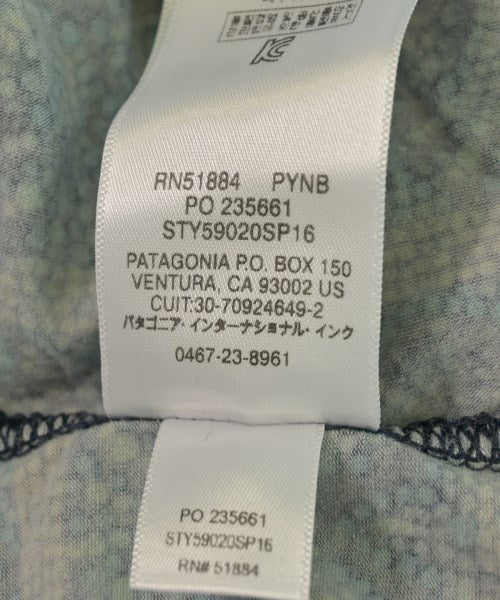 RN51884 PYNB
PO 235661
STY59020SP16
PATAGONIA P.O. BOX 150
VENTURA, CA 93002 US
CUIT:30-70924649-2
パタゴニア・インターナショナル・インク
0467-23-8961
PO 235661
STY59020SP16
RN# 51884